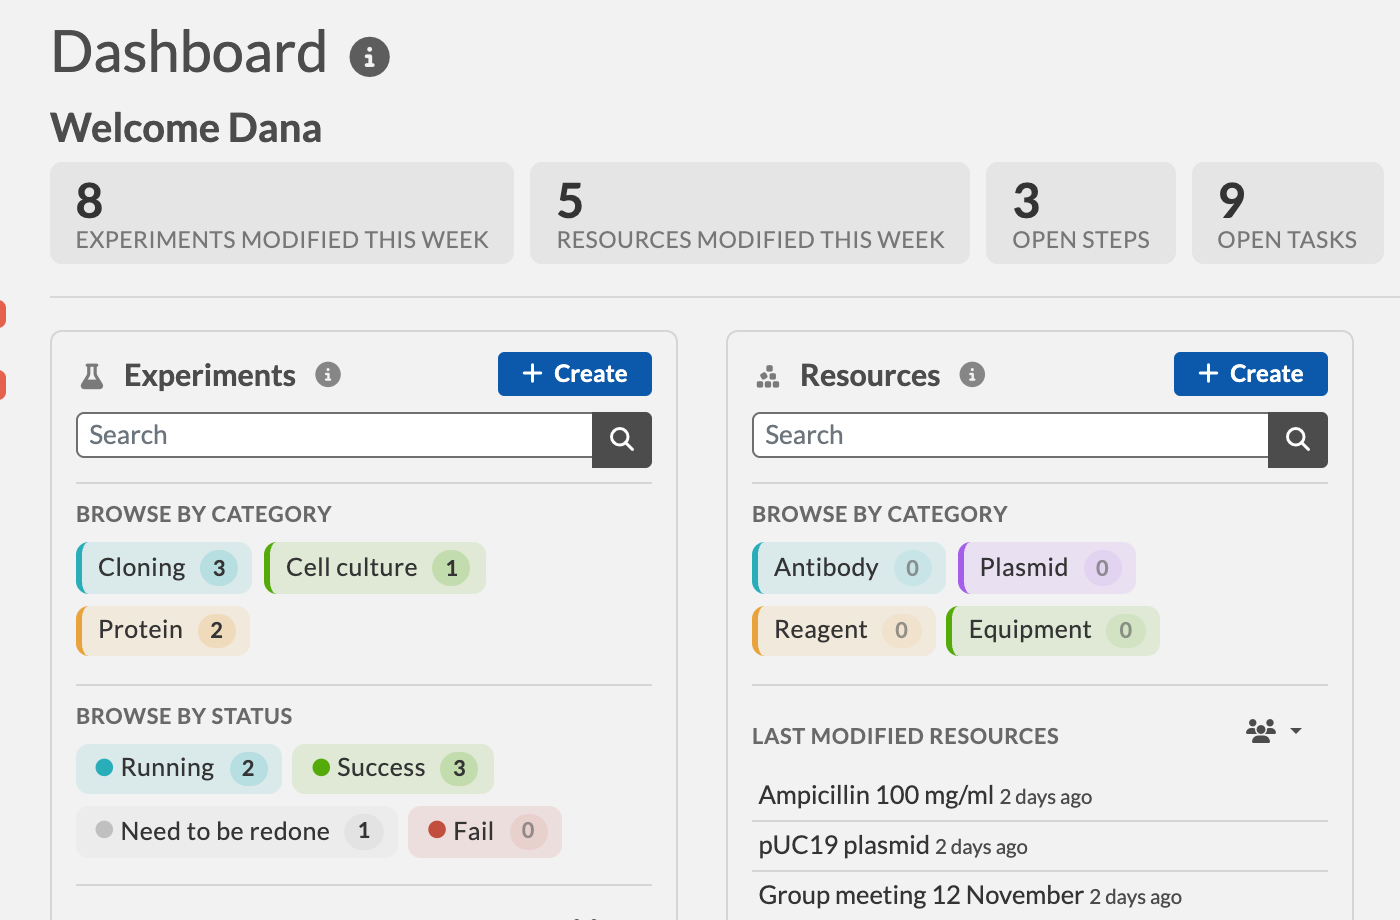 Dashboard
Welcome Dana
8
EXPERIMENTS MODIFIED THIS WEEK
5
RESOURCES MODIFIED THIS WEEK
3
OPEN STEPS
9
OPEN TASKS
Experiments
+ Create
Search
BROWSE BY CATEGORY
Cloning 3
Cell culture 1
Protein 2
BROWSE BY STATUS
Running 2
Success 3
Need to be redone 1
Fail 0
Resources
+ Create
Search
BROWSE BY CATEGORY
Antibody 0
Plasmid 0
Reagent 0
Equipment 0
LAST MODIFIED RESOURCES
Ampicillin 100 mg/ml 2 days ago
pUC19 plasmid 2 days ago
Group meeting 12 November 2 days ago